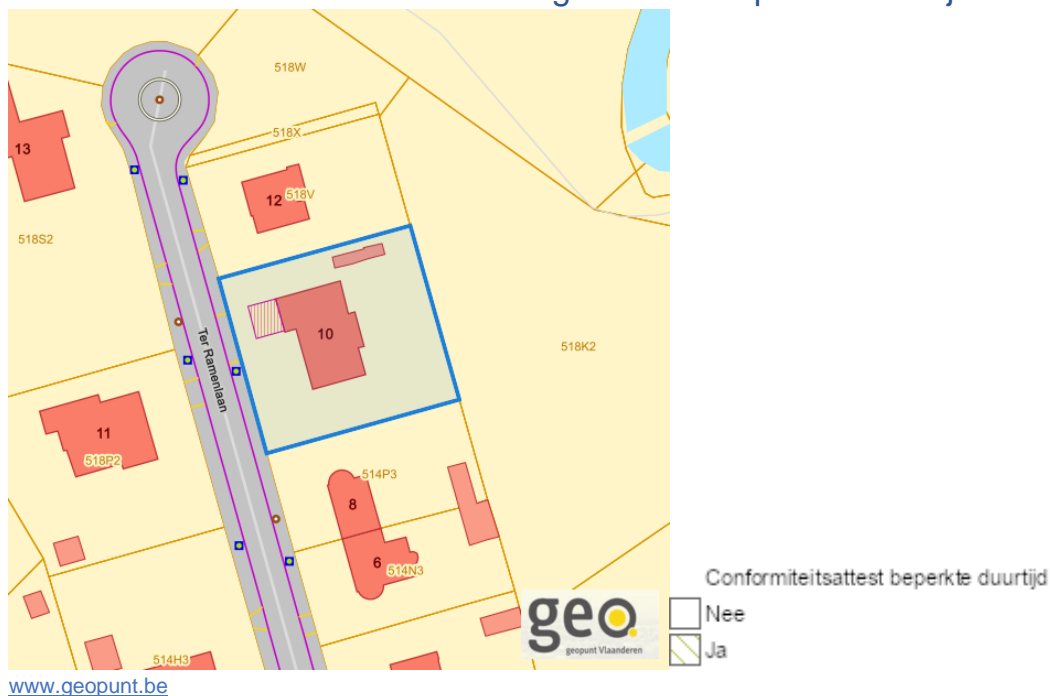 518W
13
518X
12
518V
518S2
10
Ter Ramenlaan
518K2
11
518P2
514P3
8
6
514N3
514H3
geo.
geopunt Vlaanderen
Conformiteitsattest beperkte duurtijd
Nee
Ja
www.geopunt.be